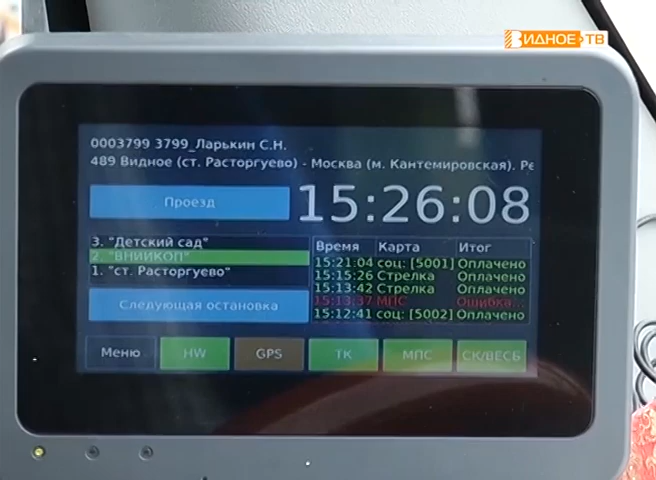 ВИДНОЕ-ТВ
0003799 3799_Ларькин С.Н.
489 Видное (ст. Расторгуево) - Москва (м. Кантемировская). Ре
Проезд
15:26:08
3. "Детский сад"
2. "ВНИИКОП"
1. "ст. Расторгуево"
Следующая остановка
Время Карта Итог
15:21:04 соц: [5001] Оплачено
15:15:26 Стрелка Оплачено
15:13:42 Стрелка Оплачено
15:13:37 МПС Ошибка...
15:12:41 соц: [5002] Оплачено
Меню HW GPS ТК МПС СК/ВЕСБ